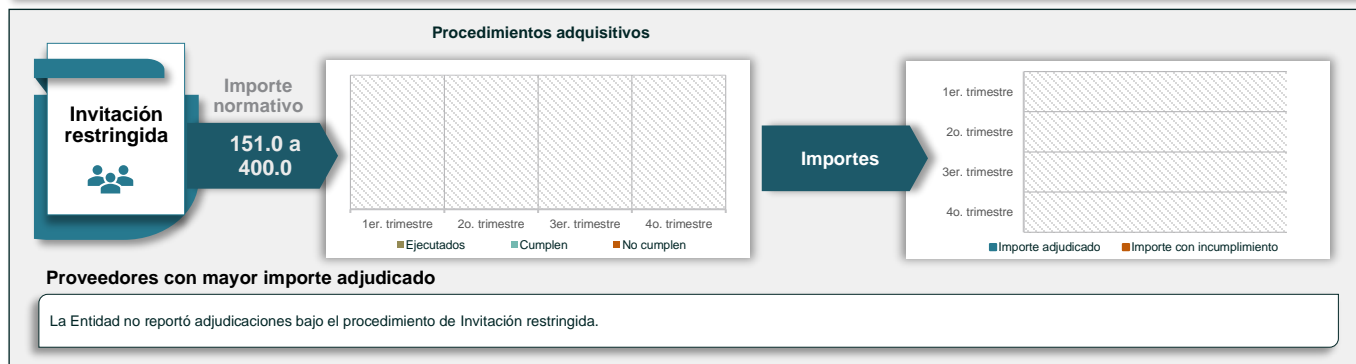 Procedimientos adquisitivos
Invitación
restringida
Importe
normativo
151.0 a
400.0
1er. trimestre
2o. trimestre
3er. trimestre
4o. trimestre
Ejecutados
Cumplen
No cumplen
Importes
1er. trimestre
2o. trimestre
3er. trimestre
4o. trimestre
Importe adjudicado
Importe con incumplimiento
Proveedores con mayor importe adjudicado
La Entidad no reportó adjudicaciones bajo el procedimiento de Invitación restringida.